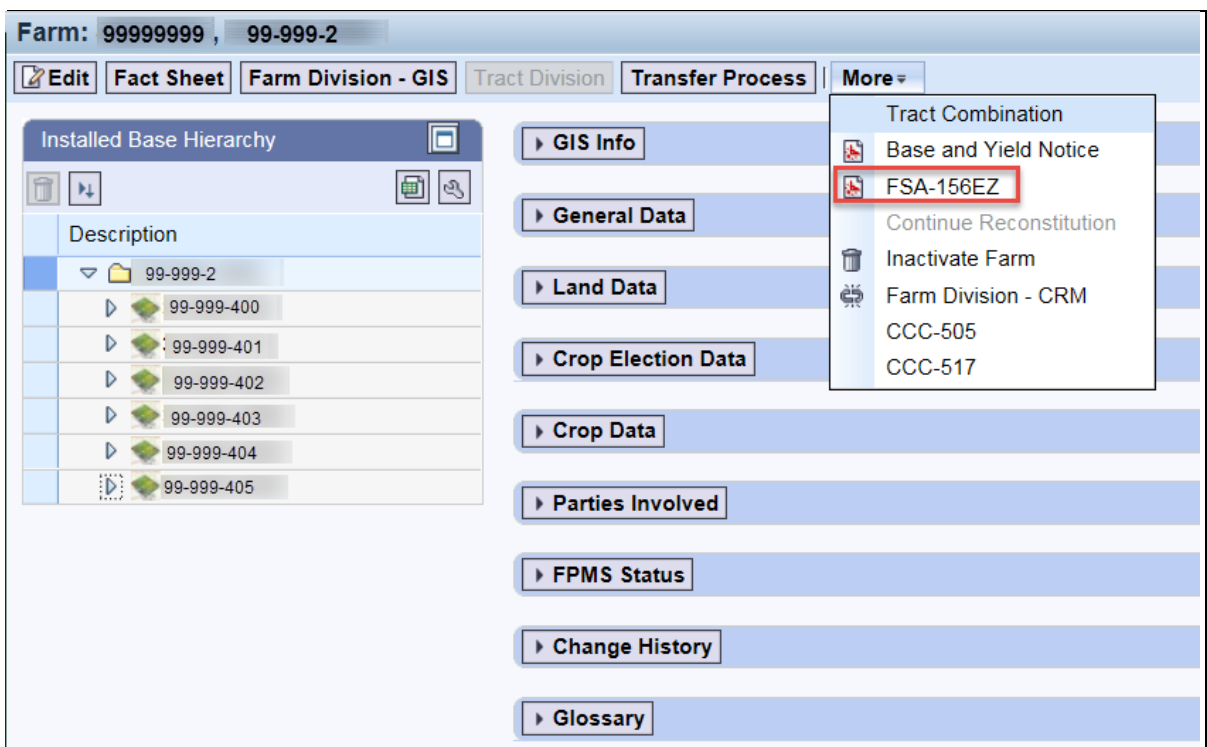 Farm: 99999999 , 99-999-2
Edit Fact Sheet Farm Division - GIS Tract Division Transfer Process | More
Tract Combination
Base and Yield Notice
FSA-156EZ
Continue Reconstitution
Inactivate Farm
Farm Division - CRM
CCC-505
CCC-517
Installed Base Hierarchy
Description
99-999-2
99-999-400
99-999-401
99-999-402
99-999-403
99-999-404
99-999-405
GIS Info
General Data
Land Data
Crop Election Data
Crop Data
Parties Involved
FPMS Status
Change History
Glossary